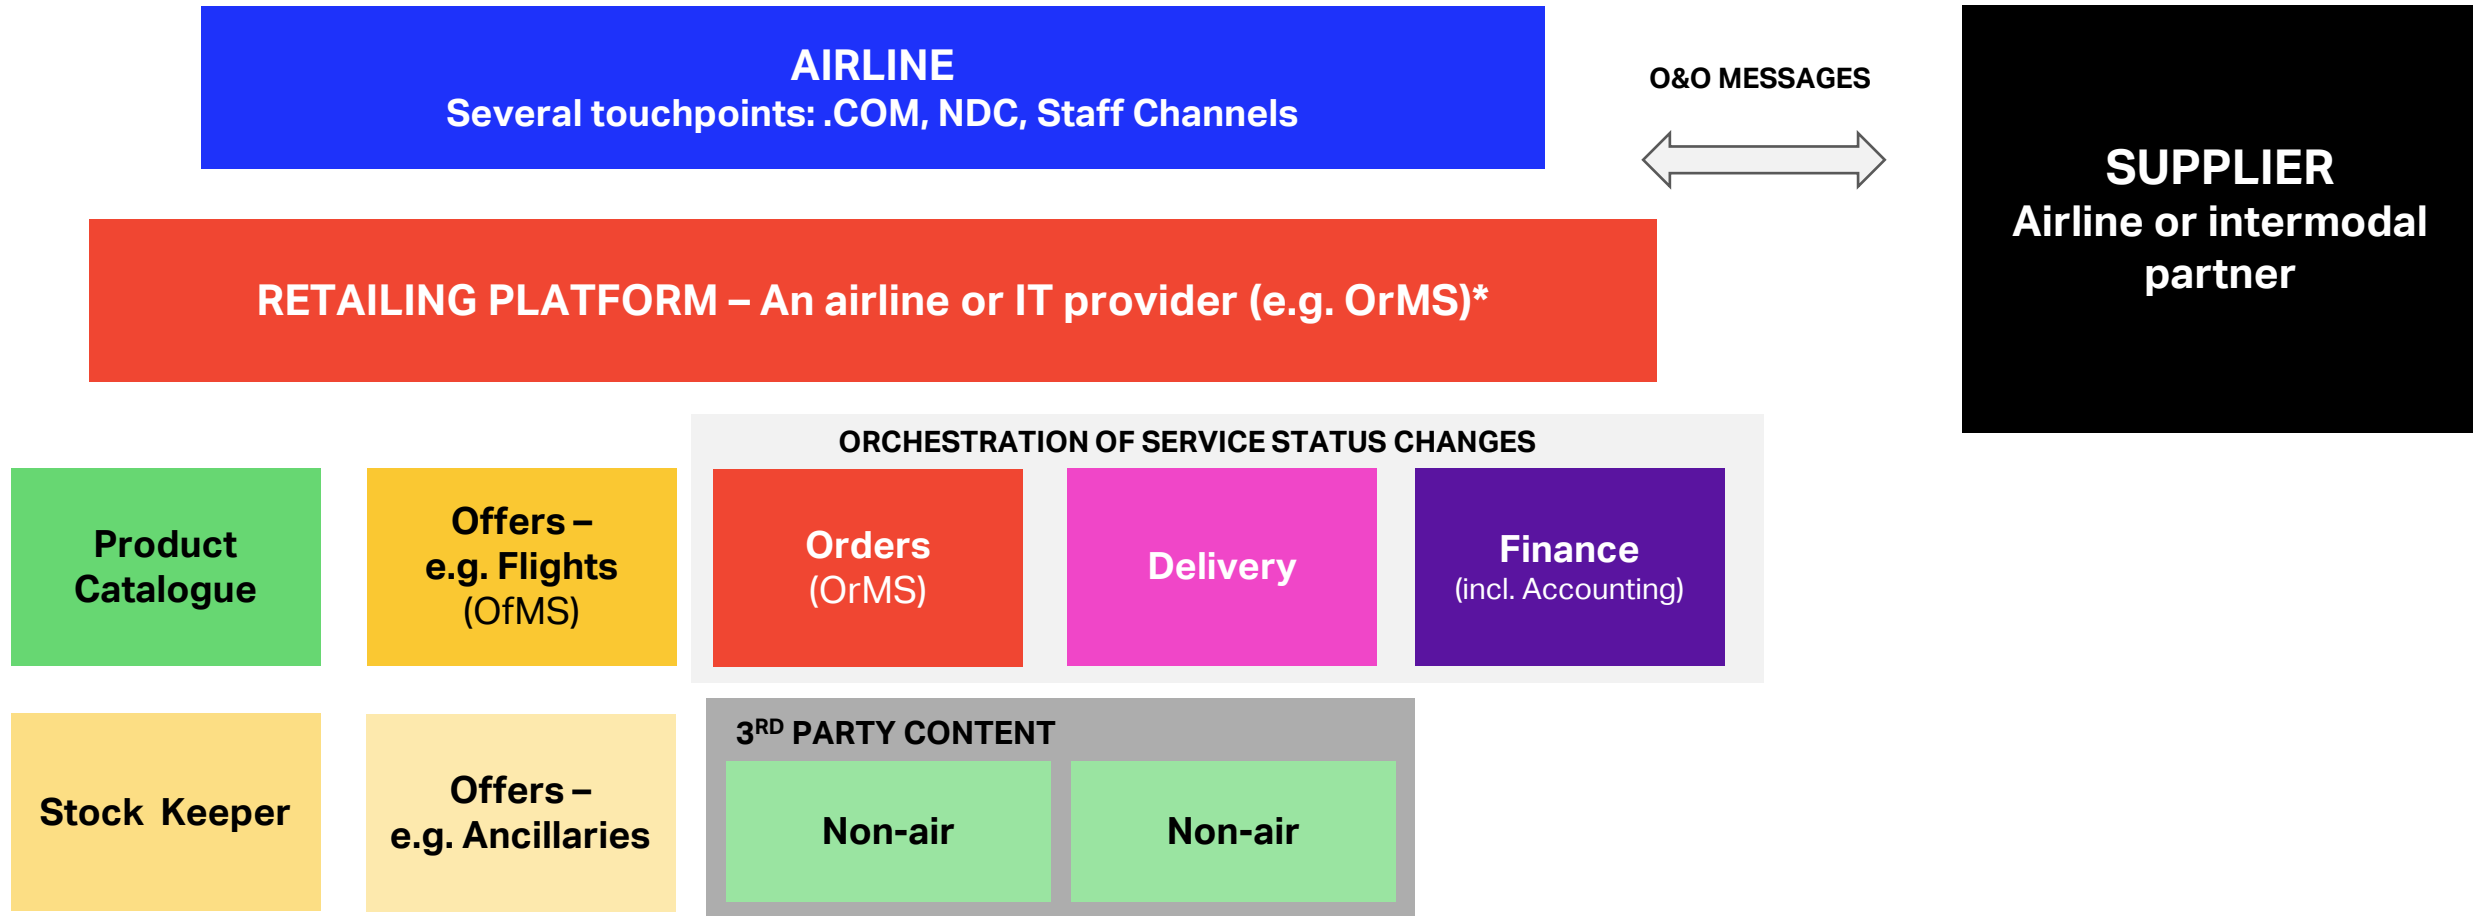 AIRLINE
Several touchpoints: .COM, NDC, Staff Channels
O&O MESSAGES
SUPPLIER
Airline or intermodal
partner
RETAILING PLATFORM – An airline or IT provider (e.g. OrMS)*
ORCHESTRATION OF SERVICE STATUS CHANGES
Product
Catalogue
Offers –
e.g. Flights
(OfMS)
Orders
(OrMS)
Delivery
Finance
(incl. Accounting)
Stock Keeper
Offers –
e.g. Ancillaries
3RD PARTY CONTENT
Non-air
Non-air